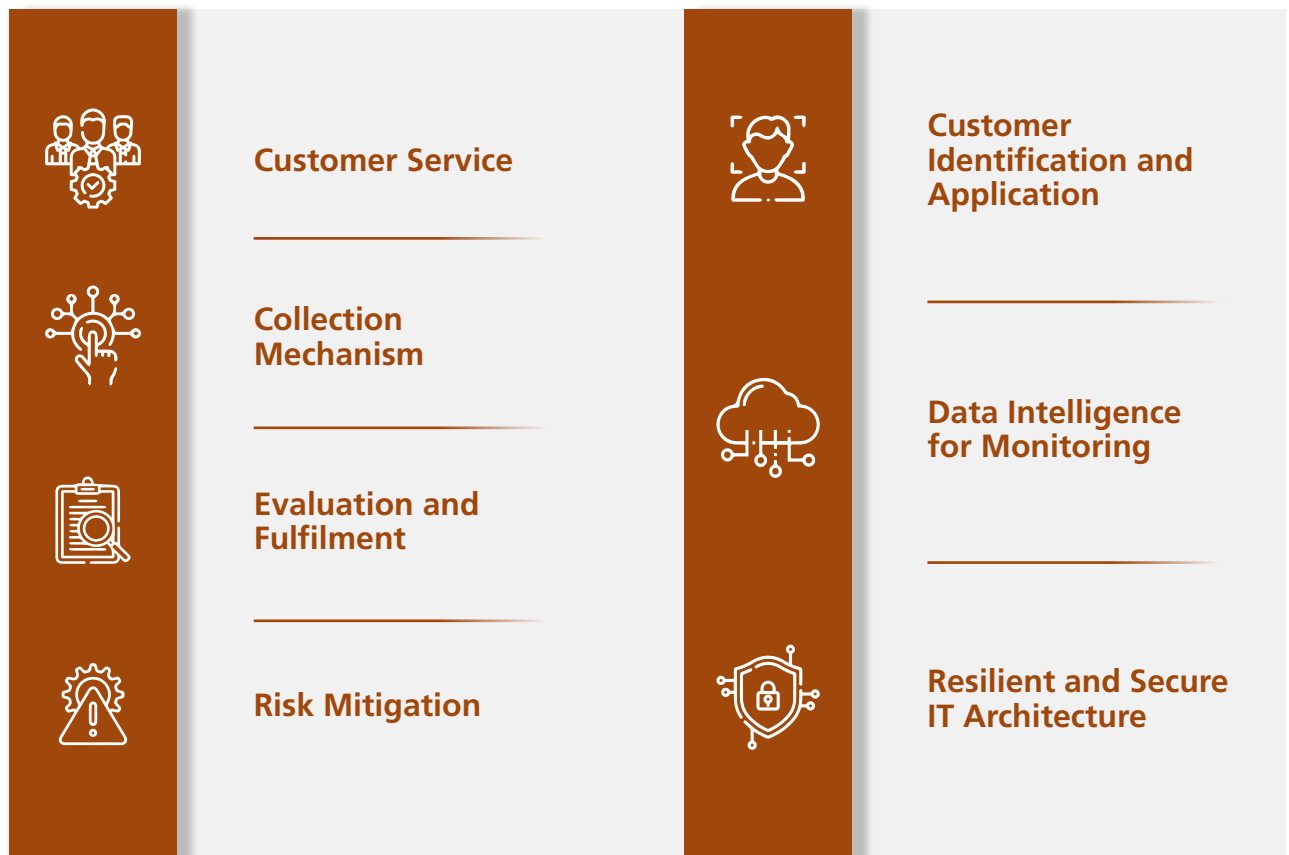 Customer Service
Collection
Mechanism
Evaluation and
Fulfilment
Risk Mitigation
Customer
Identification and
Application
Data Intelligence
for Monitoring
Resilient and Secure
IT Architecture